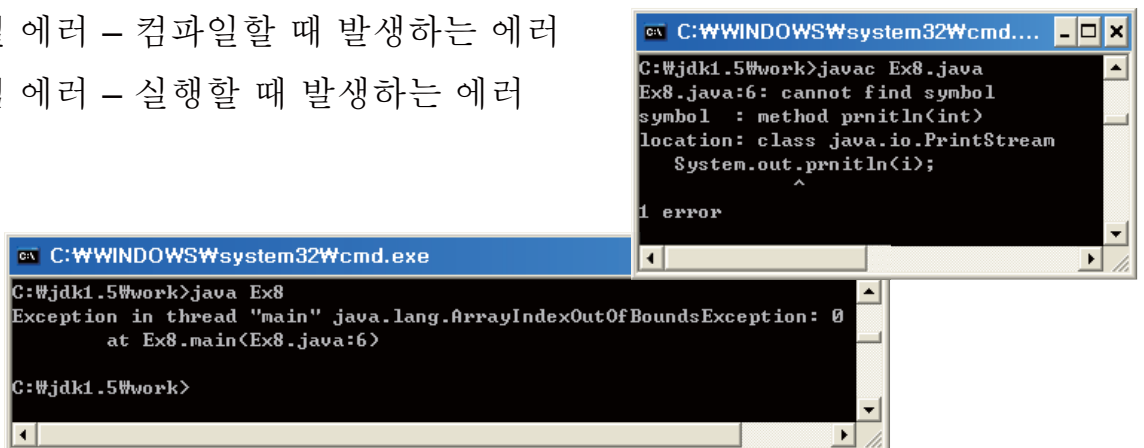 에러 – 컴파일할 때 발생하는 에러
에러 – 실행할 때 발생하는 에러
C:₩WINDOWS₩system32₩cmd....
C:₩jdk1.5₩work>javac Ex8.java
Ex8.java:6: cannot find symbol
symbol  : method prnitln(int)
location: class java.io.PrintStream
   System.out.prnitln(i);
             ^
1 error
C:₩WINDOWS₩system32₩cmd.exe
C:₩jdk1.5₩work>java Ex8
Exception in thread "main" java.lang.ArrayIndexOutOfBoundsException: 0
        at Ex8.main(Ex8.java:6)
C:₩jdk1.5₩work>